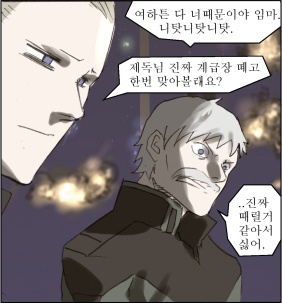 여하튼 다 너때문이야 임마.
니탓니탓니탓.
제독님 진짜 계급장 떼고
한번 맞아볼래요?
..진짜
때릴거
같아서
싫어.